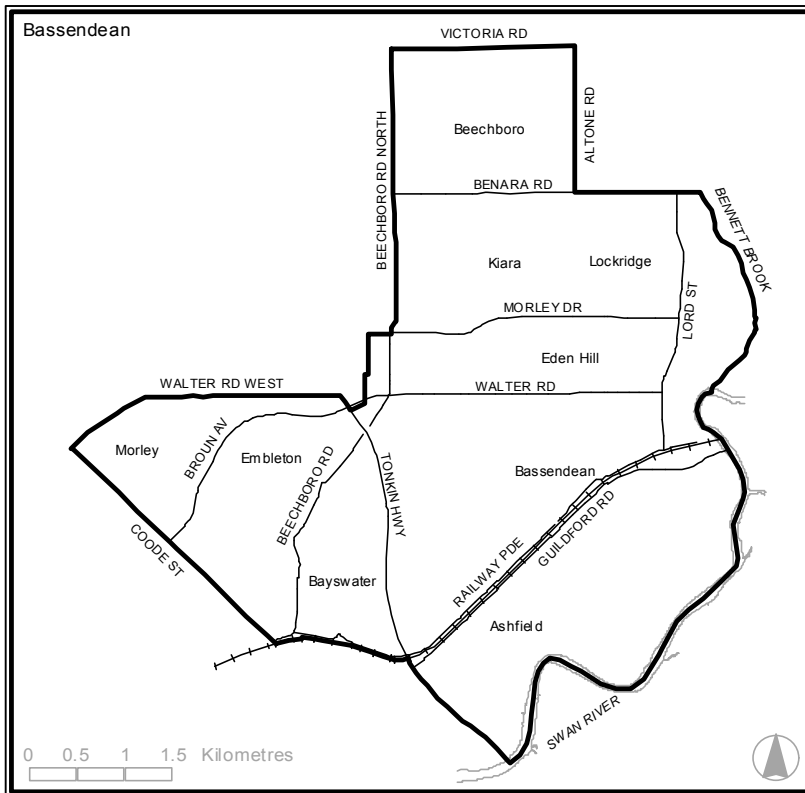 Bassendean
VICTORIA RD
BEECHBORO RD NORTH
Beechboro
ALTONE RD
BENARA RD
BENNETT BROOK
Kiara
Lockridge
LORD ST
MORLEY DR
Eden Hill
WALTER RD WEST
WALTER RD
Morley
BROUN AV
Embleton
BEECHBORO RD
TONKIN HWY
Bassendean
COODE ST
RAILWAY PDE
GUILDFORD RD
Bayswater
Ashfield
SWAN RIVER
0 0.5 1 1.5 Kilometres